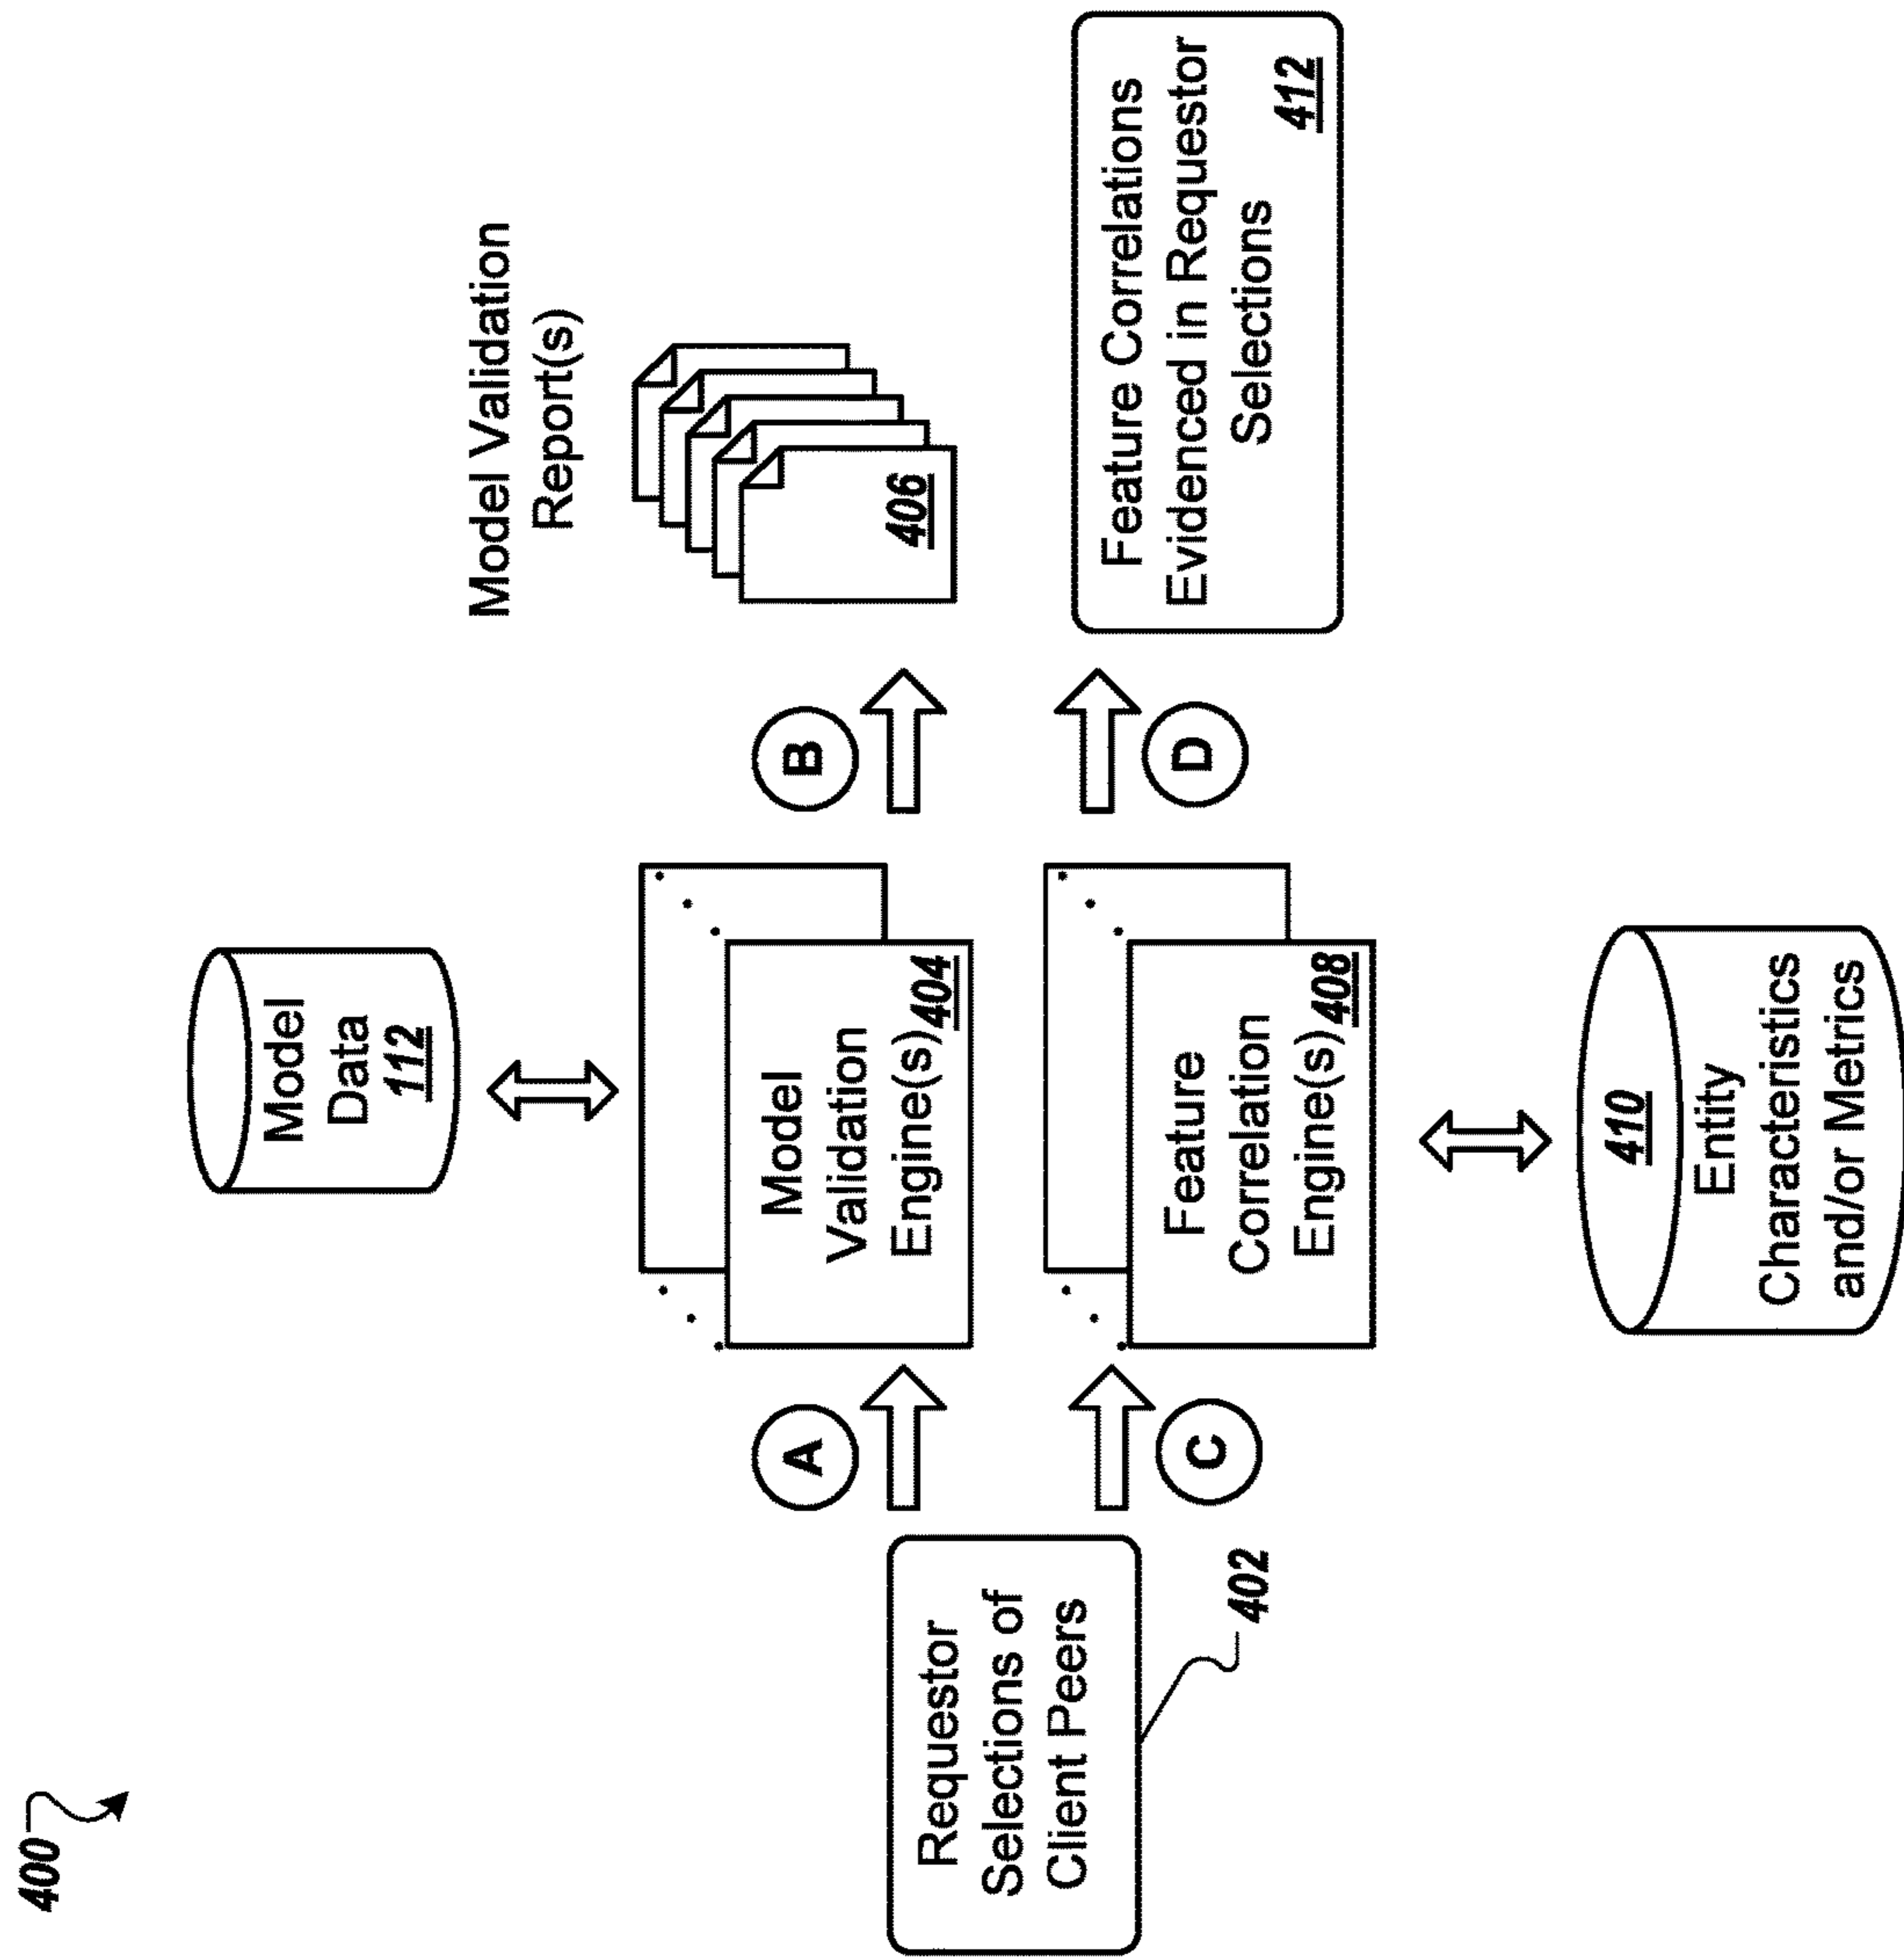 400
Model
Data
112
Model Validation
Report(s)
406
A
B
Model
Validation
Engine(s)
404
Requestor
Selections of
Client Peers
402
C
D
Feature
Correlation
Engine(s)
408
Feature Correlations
Evidenced in Requestor
Selections
412
410
Entity
Characteristics
and/or Metrics